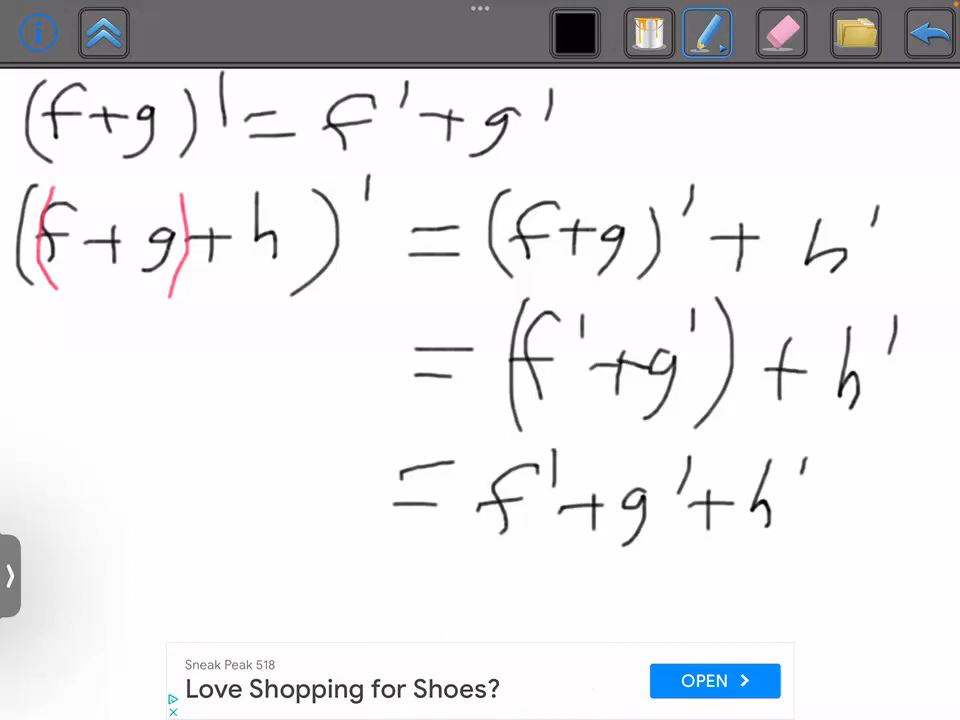 (f+g)' = f'+g'
((f+g)+h)' = (f+g)' + h'
= (f'+g') + h'
= f'+g'+h'
Sneak Peak 518
Love Shopping for Shoes?
OPEN